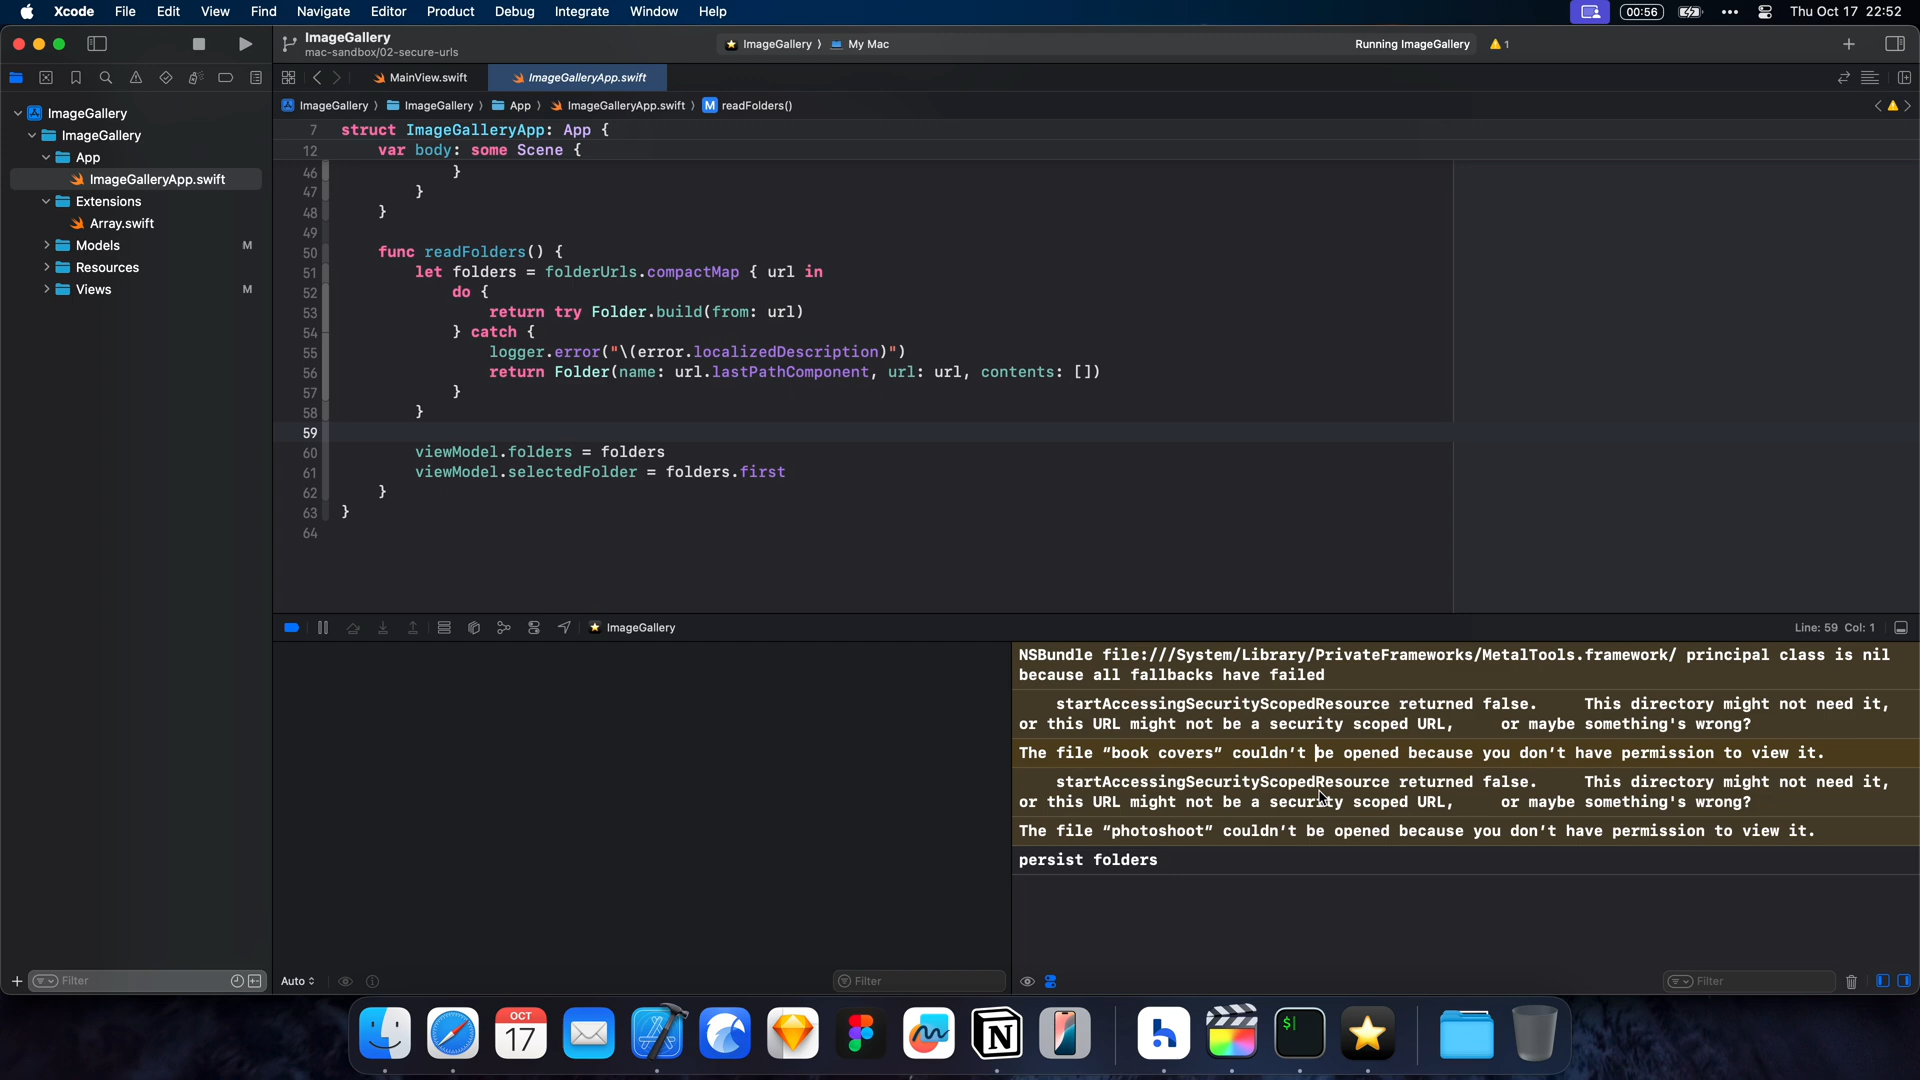 Xcode File Edit View Find Navigate Editor Product Debug Integrate Window Help 00:56 Thu Oct 17 22:52
ImageGallery
mac-sandbox/02-secure-urls
ImageGallery My Mac
Running ImageGallery 1
MainView.swift ImageGalleryApp.swift
ImageGallery ImageGallery App ImageGalleryApp.swift M readFolders()
ImageGallery
ImageGallery
App
ImageGalleryApp.swift
Extensions
Array.swift
Models M
Resources
Views M
7 struct ImageGalleryApp: App {
12 var body: some Scene {
46 }
47 }
48 }
49
50 func readFolders() {
51 let folders = folderUrls.compactMap { url in
52 do {
53 return try Folder.build(from: url)
54 } catch {
55 logger.error("\(error.localizedDescription)")
56 return Folder(name: url.lastPathComponent, url: url, contents: [])
57 }
58 }
59
60 viewModel.folders = folders
61 viewModel.selectedFolder = folders.first
62 }
63 }
64
ImageGallery
Line: 59 Col: 1
NSBundle file:///System/Library/PrivateFrameworks/MetalTools.framework/ principal class is nil
because all fallbacks have failed
startAccessingSecurityScopedResource returned false. This directory might not need it,
or this URL might not be a security scoped URL, or maybe something's wrong?
The file “book covers” couldn’t be opened because you don’t have permission to view it.
startAccessingSecurityScopedResource returned false. This directory might not need it,
or this URL might not be a security scoped URL, or maybe something's wrong?
The file “photoshoot” couldn’t be opened because you don’t have permission to view it.
persist folders
Filter
Auto
Filter
Filter
OCT
17
$